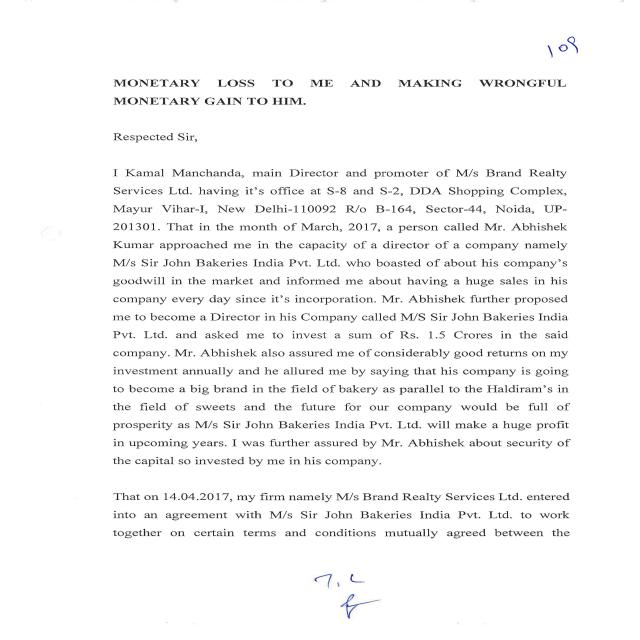 109
MONETARY LOSS TO ME AND MAKING WRONGFUL
MONETARY GAIN TO HIM.
Respected Sir,
I Kamal Manchanda, main Director and promoter of M/s Brand Realty
Services Ltd. having it's office at S-8 and S-2, DDA Shopping Complex,
Mayur Vihar-I, New Delhi-110092 R/o B-164, Sector-44, Noida, UP-
201301. That in the month of March, 2017, a person called Mr. Abhishek
Kumar approached me in the capacity of a director of a company namely
M/s Sir John Bakeries India Pvt. Ltd. who boasted of about his company's
goodwill in the market and informed me about having a huge sales in his
company every day since it's incorporation. Mr. Abhishek further proposed
me to become a Director in his Company called M/S Sir John Bakeries India
Pvt. Ltd. and asked me to invest a sum of Rs. 1.5 Crores in the said
company. Mr. Abhishek also assured me of considerably good returns on my
investment annually and he allured me by saying that his company is going
to become a big brand in the field of bakery as parallel to the Haldiram's in
the field of sweets and the future for our company would be full of
prosperity as M/s Sir John Bakeries India Pvt. Ltd. will make a huge profit
in upcoming years. I was further assured by Mr. Abhishek about security of
the capital so invested by me in his company.
That on 14.04.2017, my firm namely M/s Brand Realty Services Ltd. entered
into an agreement with M/s Sir John Bakeries India Pvt. Ltd. to work
together on certain terms and conditions mutually agreed between the